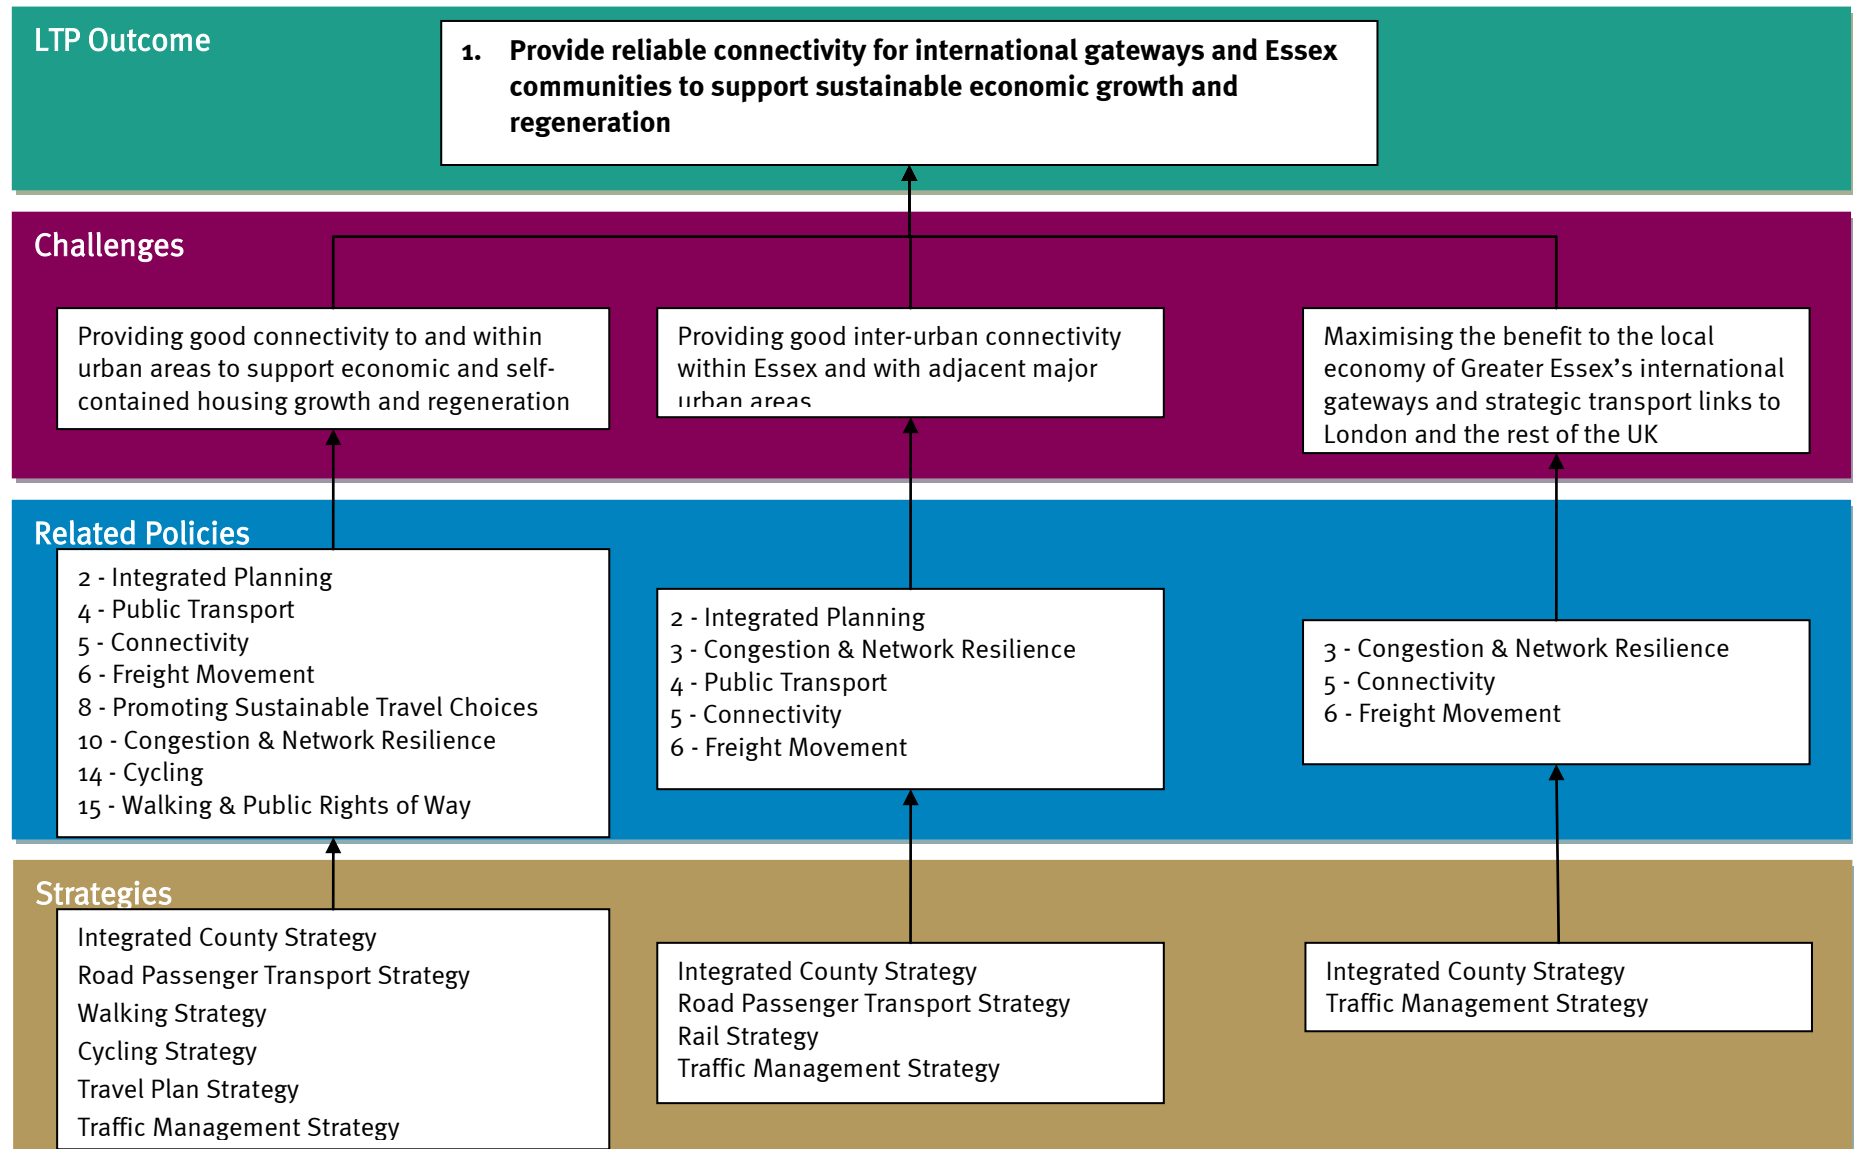 LTP Outcome
1. Provide reliable connectivity for international gateways and Essex
communities to support sustainable economic growth and
regeneration
Challenges
Providing good connectivity to and within
urban areas to support economic and self-
contained housing growth and regeneration
Providing good inter-urban connectivity
within Essex and with adjacent major
urban areas
Maximising the benefit to the local
economy of Greater Essex’s international
gateways and strategic transport links to
London and the rest of the UK
Related Policies
2 - Integrated Planning
4 - Public Transport
5 - Connectivity
6 - Freight Movement
8 - Promoting Sustainable Travel Choices
10 - Congestion & Network Resilience
14 - Cycling
15 - Walking & Public Rights of Way
2 - Integrated Planning
3 - Congestion & Network Resilience
4 - Public Transport
5 - Connectivity
6 - Freight Movement
3 - Congestion & Network Resilience
5 - Connectivity
6 - Freight Movement
Strategies
Integrated County Strategy
Road Passenger Transport Strategy
Walking Strategy
Cycling Strategy
Travel Plan Strategy
Traffic Management Strategy
Integrated County Strategy
Road Passenger Transport Strategy
Rail Strategy
Traffic Management Strategy
Integrated County Strategy
Traffic Management Strategy